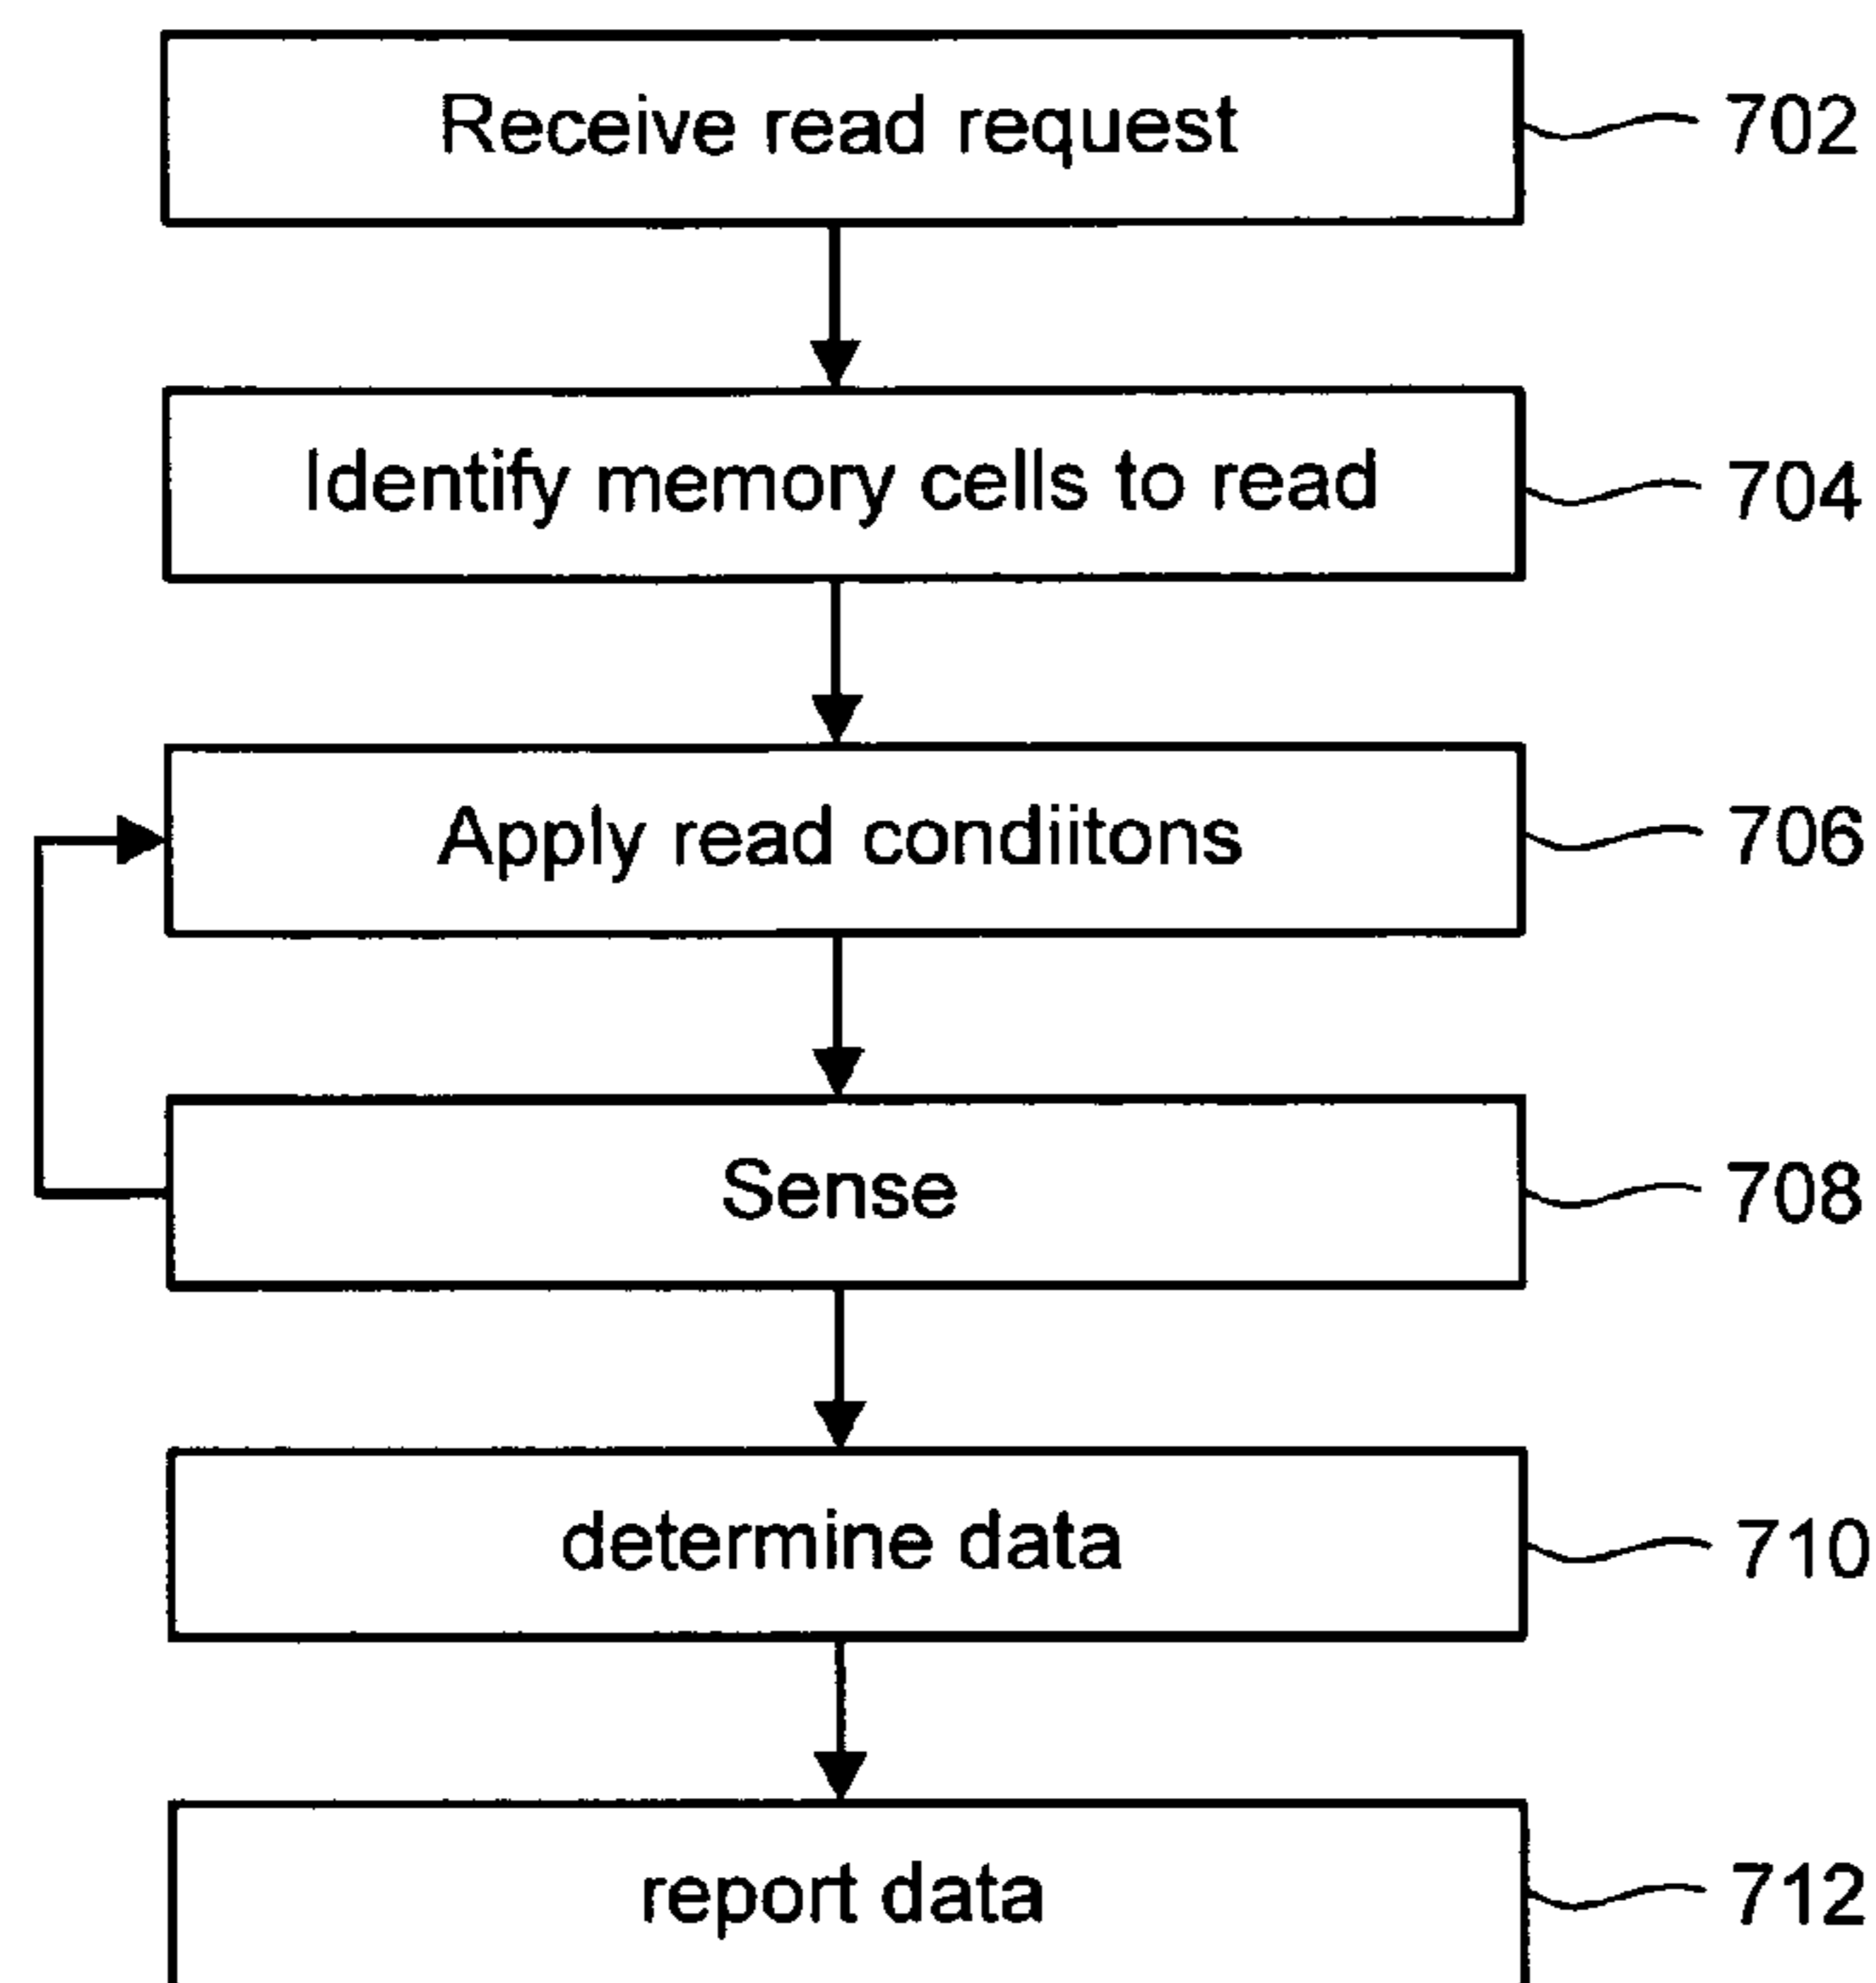 Receive read request 702
Identify memory cells to read 704
Apply read condiitons 706
Sense 708
determine data 710
report data 712